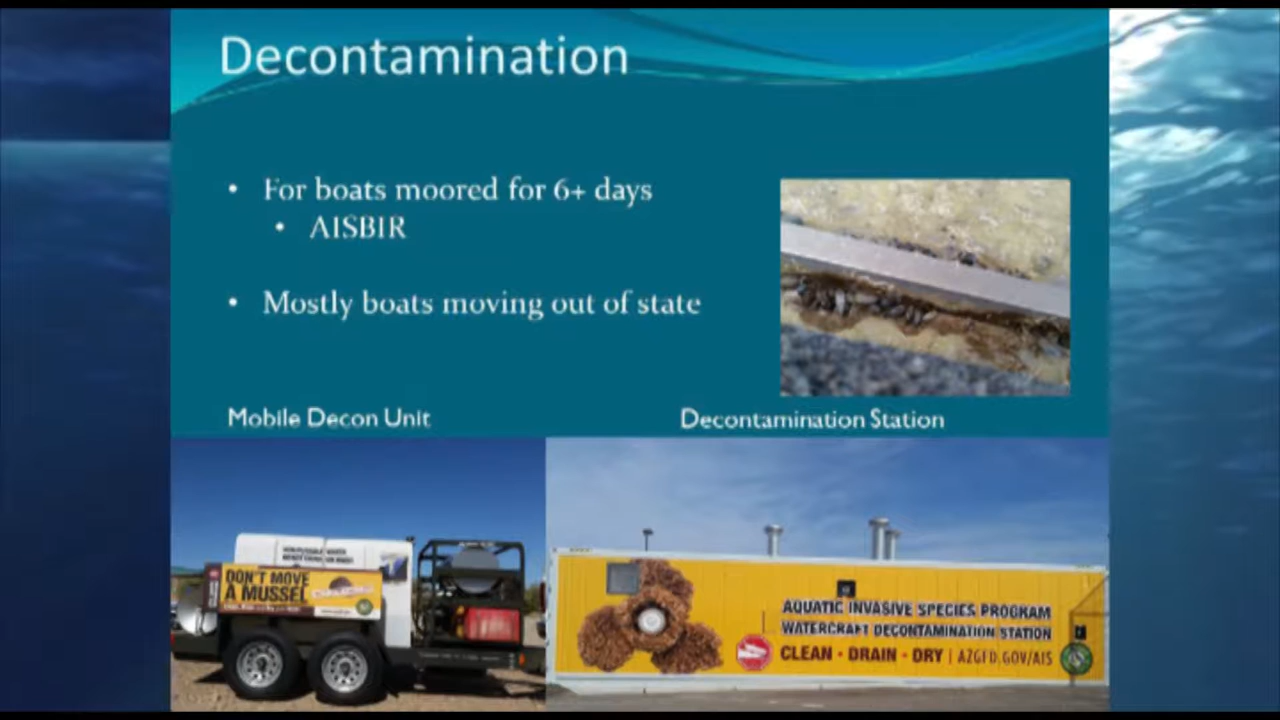 Decontamination
• For boats moored for 6+ days
• AISBIR
• Mostly boats moving out of state
Mobile Decon Unit
Decontamination Station
DON'T MOVE
A MUSSEL
AQUATIC INVASIVE SPECIES PROGRAM
WATERCRAFT DECONTAMINATION STATION
CLEAN • DRAIN • DRY | AZGFD.GOV/AIS